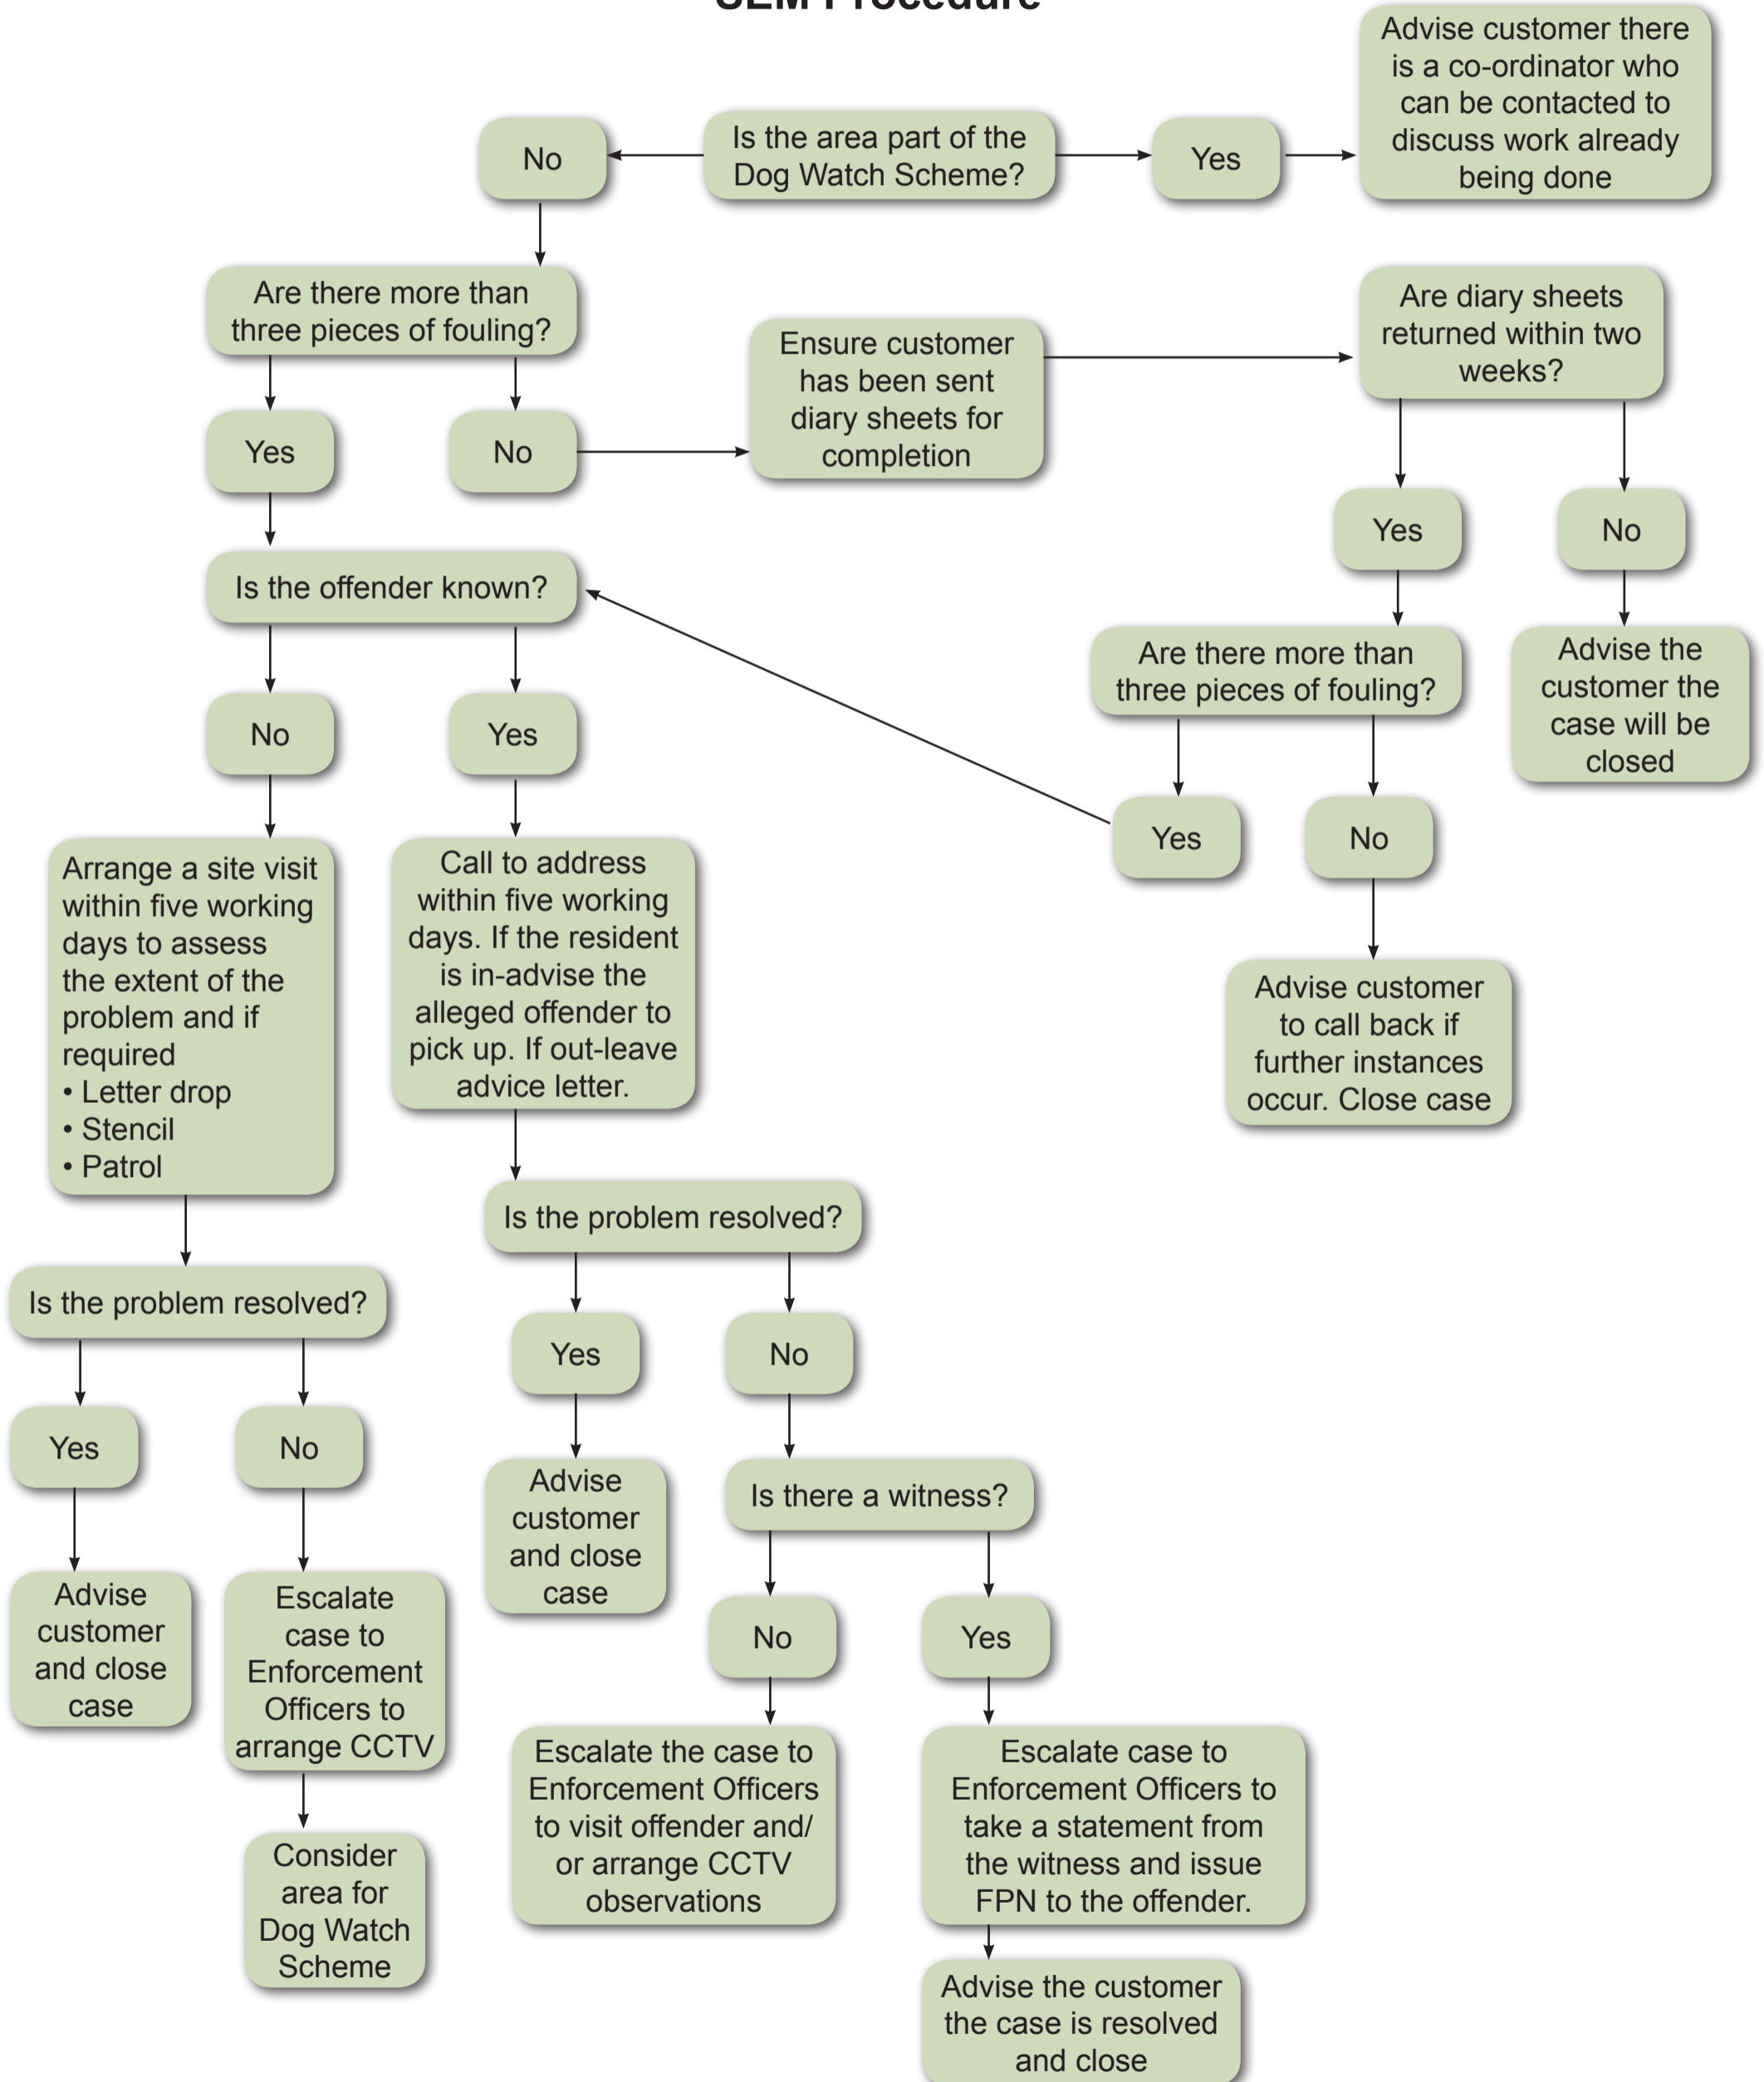 SEM Procedure
Advise customer there
is a co-ordinator who
can be contacted to
discuss work already
being done
No
Is the area part of the
Dog Watch Scheme?
Yes
Are there more than
three pieces of fouling?
Ensure customer
has been sent
diary sheets for
completion
Are diary sheets
returned within two
weeks?
Yes
No
Yes
No
Is the offender known?
Are there more than
three pieces of fouling?
Advise the
customer the
case will be
closed
No
Yes
Yes
No
Arrange a site visit
within five working
days to assess
the extent of the
problem and if
required
• Letter drop
• Stencil
• Patrol
Call to address
within five working
days. If the resident
is in-advise the
alleged offender to
pick up. If out-leave
advice letter.
Advise customer
to call back if
further instances
occur. Close case
Is the problem resolved?
Is the problem resolved?
Yes
No
Yes
No
Advise
customer
and close
case
Is there a witness?
Advise
customer
and close
case
Escalate
case to
Enforcement
Officers to
arrange CCTV
No
Yes
Escalate the case to
Enforcement Officers
to visit offender and/
or arrange CCTV
observations
Escalate case to
Enforcement Officers to
take a statement from
the witness and issue
FPN to the offender.
Consider
area for
Dog Watch
Scheme
Advise the customer
the case is resolved
and close